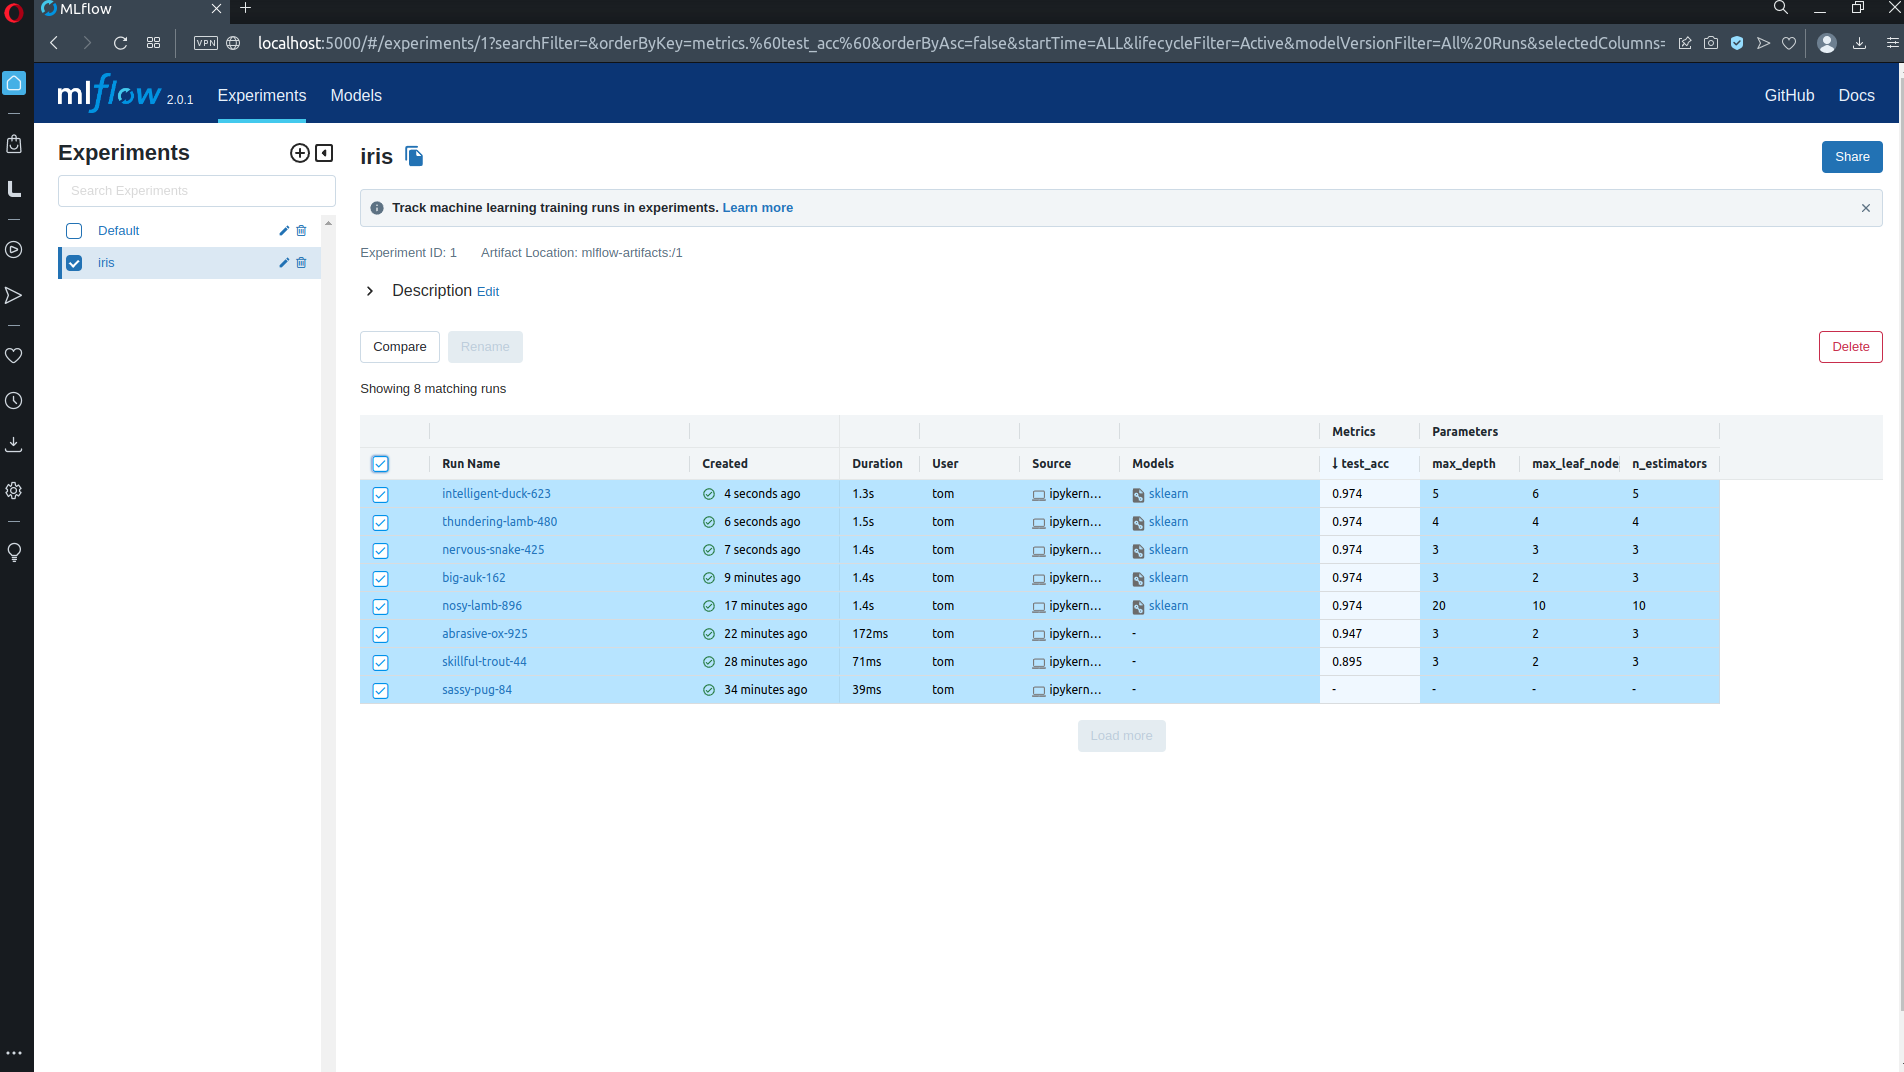 MLflow
VPN
localhost:5000/#/experiments/1?searchFilter=&orderByKey=metrics.%60test_acc%60&orderByAsc=false&startTime=ALL&lifecycleFilter=Active&modelVersionFilter=All%20Runs&selectedColumns=
mlflow 2.0.1 Experiments Models GitHub Docs
Experiments
Search Experiments
Default
iris
iris
Share
Track machine learning training runs in experiments. Learn more
Experiment ID: 1 Artifact Location: mlflow-artifacts:/1
Description Edit
Compare Rename Delete
Showing 8 matching runs
Metrics Parameters
Run Name Created Duration User Source Models ↓ test_acc max_depth max_leaf_node n_estimators
intelligent-duck-623 4 seconds ago 1.3s tom ipykern... sklearn 0.974 5 6 5
thundering-lamb-480 6 seconds ago 1.5s tom ipykern... sklearn 0.974 4 4 4
nervous-snake-425 7 seconds ago 1.4s tom ipykern... sklearn 0.974 3 3 3
big-auk-162 9 minutes ago 1.4s tom ipykern... sklearn 0.974 3 2 3
nosy-lamb-896 17 minutes ago 1.4s tom ipykern... sklearn 0.974 20 10 10
abrasive-ox-925 22 minutes ago 172ms tom ipykern... - 0.947 3 2 3
skillful-trout-44 28 minutes ago 71ms tom ipykern... - 0.895 3 2 3
sassy-pug-84 34 minutes ago 39ms tom ipykern... - - - - -
Load more